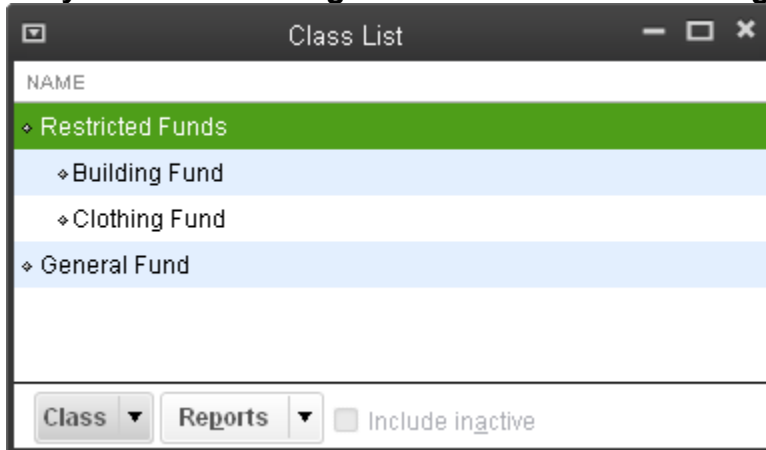 Class List
NAME
Restricted Funds
Building Fund
Clothing Fund
General Fund
Class Reports Include inactive